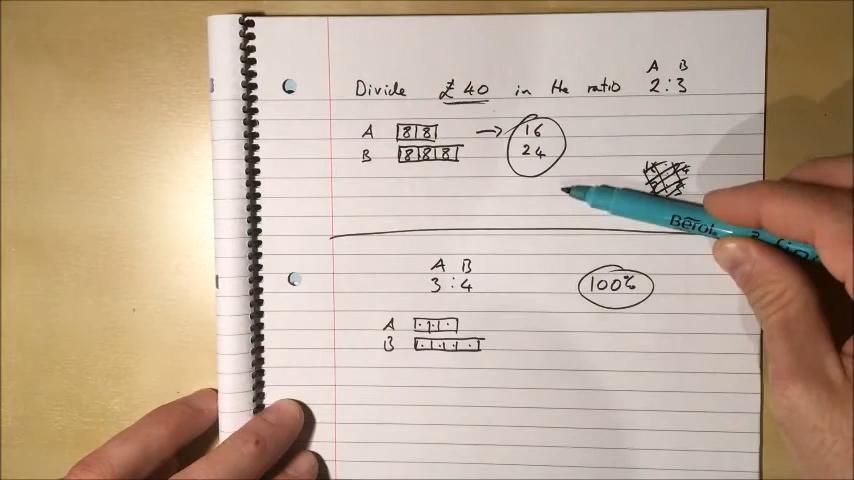 A B
Divide £40 in the ratio 2:3
A 8 8 → 16
B 8 8 8 24
Berol
A B
3 : 4
100%
A
B